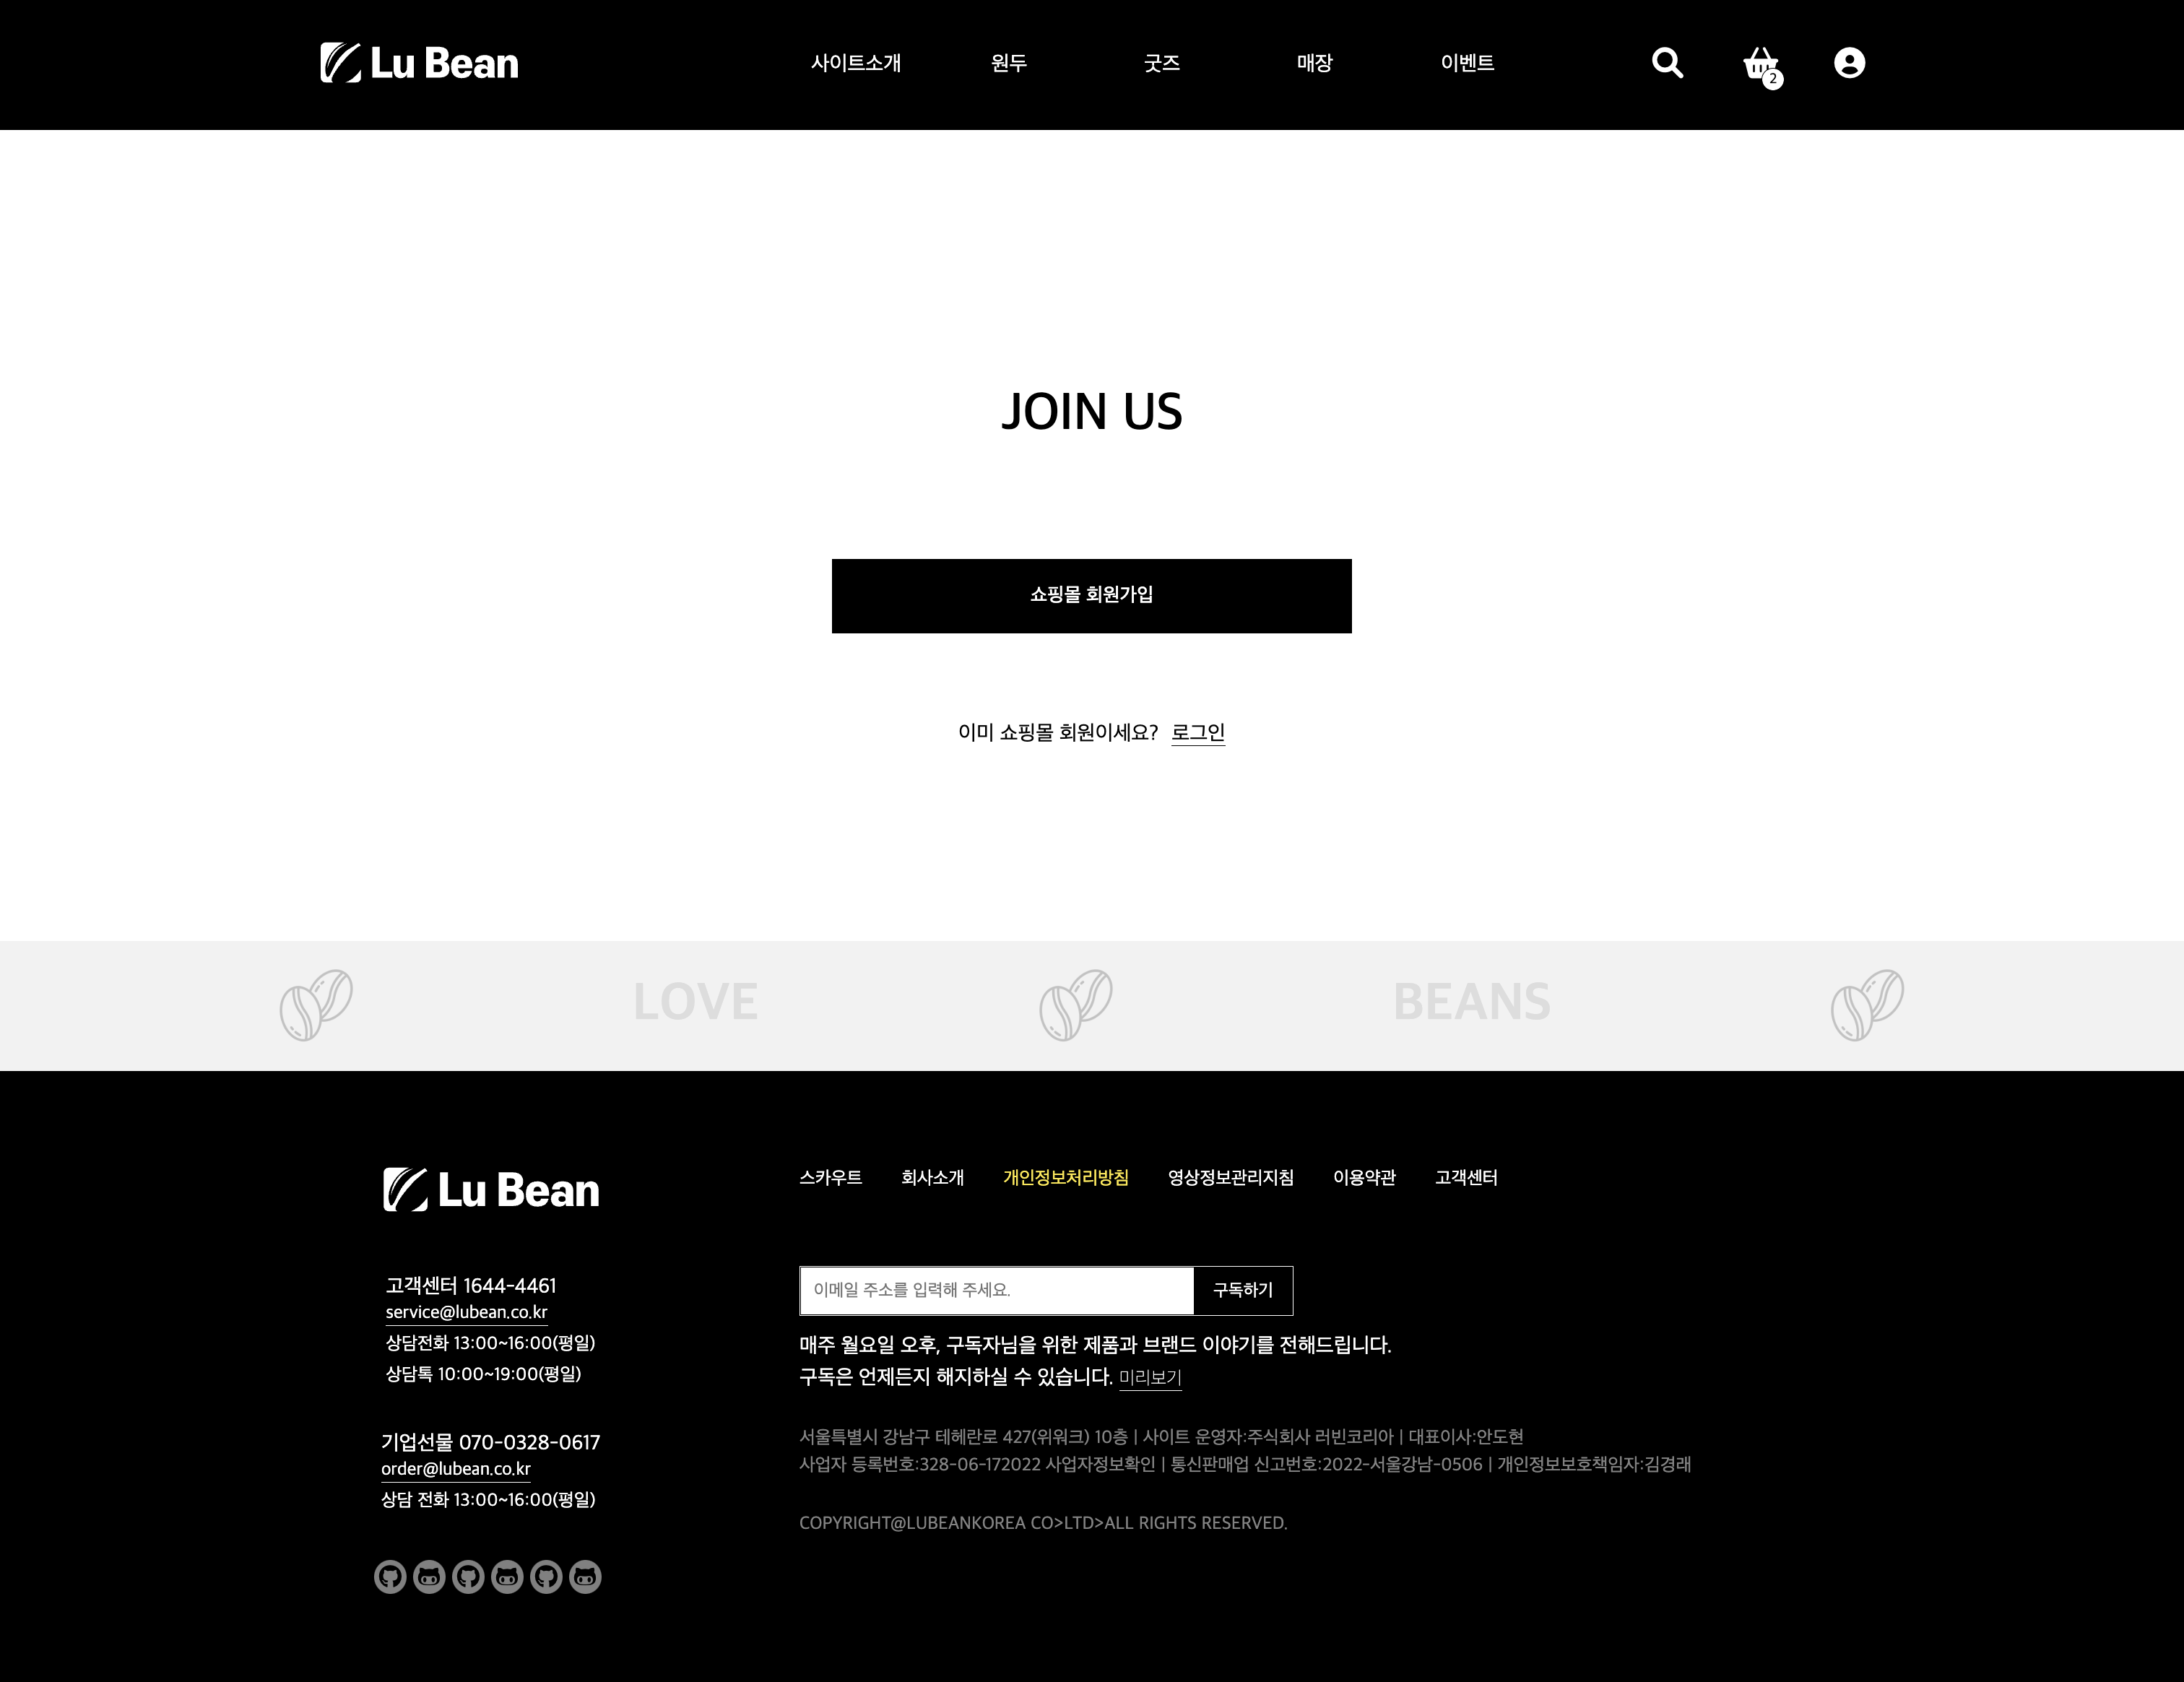 Lu Bean
사이트소개
원두
굿즈
매장
이벤트
2
JOIN US
쇼핑몰 회원가입
이미 쇼핑몰 회원이세요? 로그인
LOVE
BEANS
Lu Bean
고객센터 1644-4461
service@lubean.co.kr
상담전화 13:00~16:00(평일)
상담톡 10:00~19:00(평일)
기업선물 070-0328-0617
order@lubean.co.kr
상담 전화 13:00~16:00(평일)
스카우트
회사소개
개인정보처리방침
영상정보관리지침
이용약관
고객센터
이메일 주소를 입력해 주세요.
구독하기
매주 월요일 오후, 구독자님을 위한 제품과 브랜드 이야기를 전해드립니다.
구독은 언제든지 해지하실 수 있습니다. 미리보기
서울특별시 강남구 테헤란로 427(위워크) 10층 | 사이트 운영자:주식회사 러빈코리아 | 대표이사:안도현
사업자 등록번호:328-06-172022 사업자정보확인 | 통신판매업 신고번호:2022-서울강남-0506 | 개인정보보호책임자:김경래
COPYRIGHT@LUBEANKOREA CO>LTD>ALL RIGHTS RESERVED.